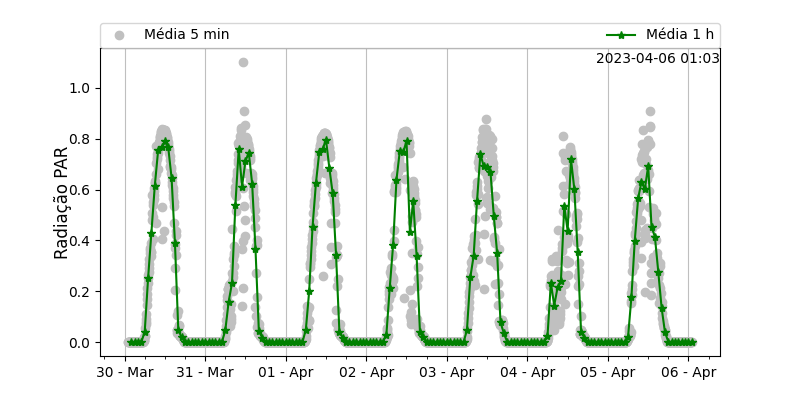 Média 5 min
Média 1 h
2023-04-06 01:03
Radiação PAR
1.0
0.8
0.6
0.4
0.2
0.0
30 - Mar
31 - Mar
01 - Apr
02 - Apr
03 - Apr
04 - Apr
05 - Apr
06 - Apr